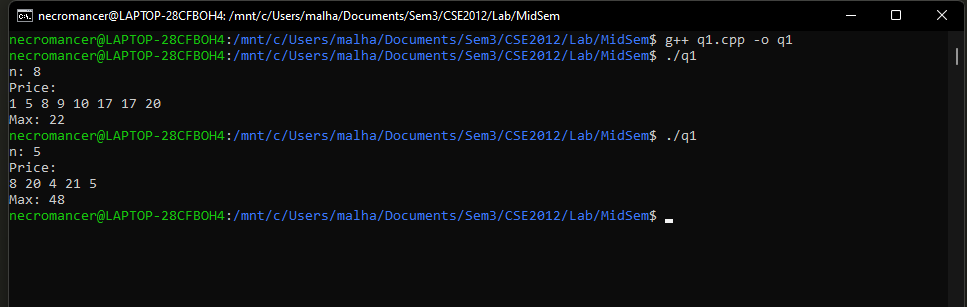 necromancer@LAPTOP-28CFBOH4: /mnt/c/Users/malha/Documents/Sem3/CSE2012/Lab/MidSem
necromancer@LAPTOP-28CFBOH4:/mnt/c/Users/malha/Documents/Sem3/CSE2012/Lab/MidSem$ g++ q1.cpp -o q1
necromancer@LAPTOP-28CFBOH4:/mnt/c/Users/malha/Documents/Sem3/CSE2012/Lab/MidSem$ ./q1
n: 8
Price:
1 5 8 9 10 17 17 20
Max: 22
necromancer@LAPTOP-28CFBOH4:/mnt/c/Users/malha/Documents/Sem3/CSE2012/Lab/MidSem$ ./q1
n: 5
Price:
8 20 4 21 5
Max: 48
necromancer@LAPTOP-28CFBOH4:/mnt/c/Users/malha/Documents/Sem3/CSE2012/Lab/MidSem$